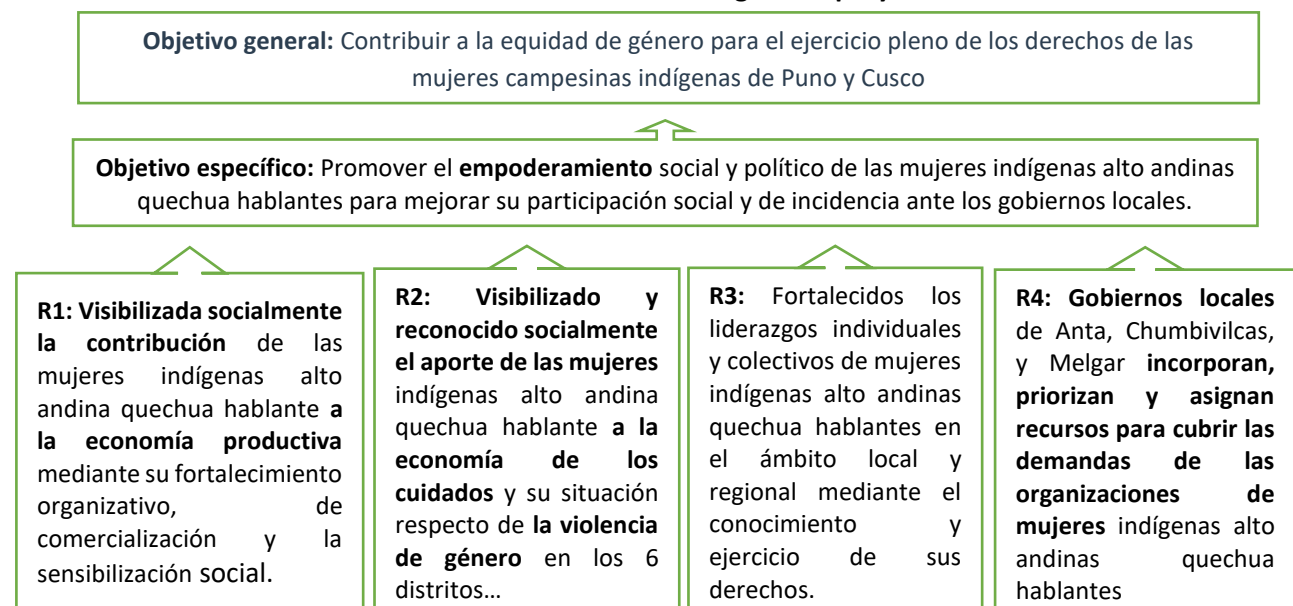 Objetivo general: Contribuir a la equidad de género para el ejercicio pleno de los derechos de las
mujeres campesinas indígenas de Puno y Cusco
Objetivo específico: Promover el empoderamiento social y político de las mujeres indígenas alto andinas
quechua hablantes para mejorar su participación social y de incidencia ante los gobiernos locales.
R1: Visibilizada socialmente
la contribución de las
mujeres indígenas alto
andina quechua hablante a
la economía productiva
mediante su fortalecimiento
organizativo, de
comercialización y la
sensibilización social.
R2: Visibilizado y
reconocido socialmente
el aporte de las mujeres
indígenas alto andina
quechua hablante a la
economía de los
cuidados y su situación
respecto de la violencia
de género en los 6
distritos…
R3: Fortalecidos los
liderazgos individuales
y colectivos de mujeres
indígenas alto andinas
quechua hablantes en
el ámbito local y
regional mediante el
conocimiento y
ejercicio de sus
derechos.
R4: Gobiernos locales
de Anta, Chumbivilcas,
y Melgar incorporan,
priorizan y asignan
recursos para cubrir las
demandas de las
organizaciones de
mujeres indígenas alto
andinas quechua
hablantes